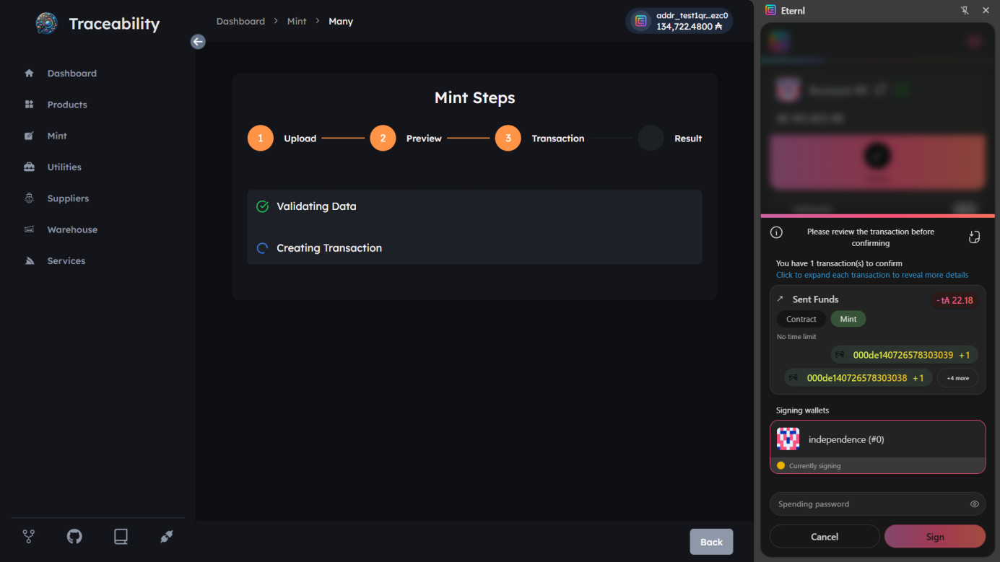 Traceability
Dashboard
Products
Mint
Utilities
Suppliers
Warehouse
Services
Dashboard > Mint > Many
addr_test1qr...ezc0
134,722.4800 ₳
Mint Steps
1 Upload 2 Preview 3 Transaction Result
Validating Data
Creating Transaction
Back
Eternl
Please review the transaction before
confirming
You have 1 transaction(s) to confirm
Click to expand each transaction to reveal more details
Sent Funds - t₳ 22.18
Contract Mint
No time limit
000de140726578303039 +1
000de140726578303038 +1 +4 more
Signing wallets
independence (#0)
Currently signing
Spending password
Cancel Sign